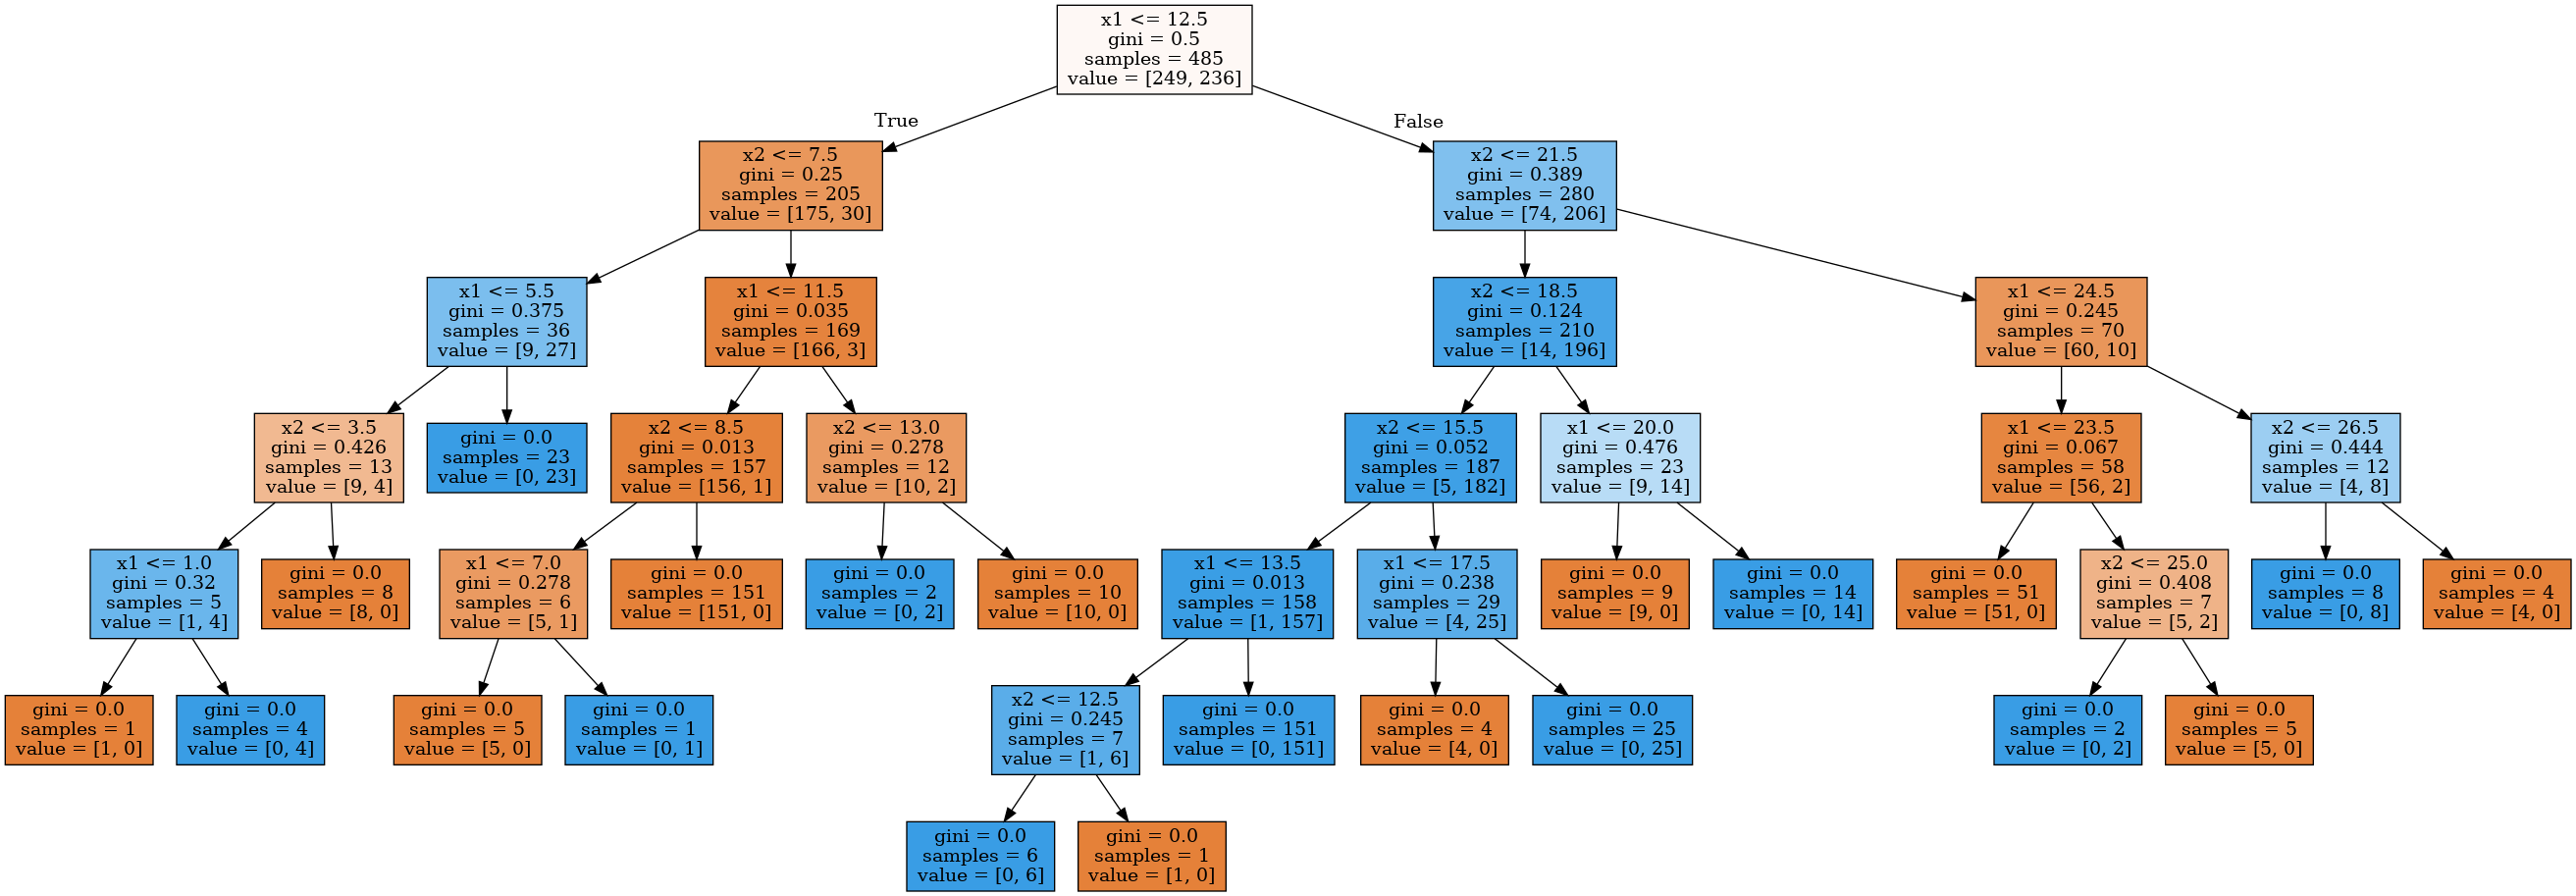 x1 <= 12.5
gini = 0.5
samples = 485
value = [249, 236]
True
False
x2 <= 7.5
gini = 0.25
samples = 205
value = [175, 30]
x2 <= 21.5
gini = 0.389
samples = 280
value = [74, 206]
x1 <= 5.5
gini = 0.375
samples = 36
value = [9, 27]
x1 <= 11.5
gini = 0.035
samples = 169
value = [166, 3]
x2 <= 18.5
gini = 0.124
samples = 210
value = [14, 196]
x1 <= 24.5
gini = 0.245
samples = 70
value = [60, 10]
x2 <= 3.5
gini = 0.426
samples = 13
value = [9, 4]
gini = 0.0
samples = 23
value = [0, 23]
x2 <= 8.5
gini = 0.013
samples = 157
value = [156, 1]
x2 <= 13.0
gini = 0.278
samples = 12
value = [10, 2]
x2 <= 15.5
gini = 0.052
samples = 187
value = [5, 182]
x1 <= 20.0
gini = 0.476
samples = 23
value = [9, 14]
x1 <= 23.5
gini = 0.067
samples = 58
value = [56, 2]
x2 <= 26.5
gini = 0.444
samples = 12
value = [4, 8]
x1 <= 1.0
gini = 0.32
samples = 5
value = [1, 4]
gini = 0.0
samples = 8
value = [8, 0]
x1 <= 7.0
gini = 0.278
samples = 6
value = [5, 1]
gini = 0.0
samples = 151
value = [151, 0]
gini = 0.0
samples = 2
value = [0, 2]
gini = 0.0
samples = 10
value = [10, 0]
x1 <= 13.5
gini = 0.013
samples = 158
value = [1, 157]
x1 <= 17.5
gini = 0.238
samples = 29
value = [4, 25]
gini = 0.0
samples = 9
value = [9, 0]
gini = 0.0
samples = 14
value = [0, 14]
gini = 0.0
samples = 51
value = [51, 0]
x2 <= 25.0
gini = 0.408
samples = 7
value = [5, 2]
gini = 0.0
samples = 8
value = [0, 8]
gini = 0.0
samples = 4
value = [4, 0]
gini = 0.0
samples = 1
value = [1, 0]
gini = 0.0
samples = 4
value = [0, 4]
gini = 0.0
samples = 5
value = [5, 0]
gini = 0.0
samples = 1
value = [0, 1]
x2 <= 12.5
gini = 0.245
samples = 7
value = [1, 6]
gini = 0.0
samples = 151
value = [0, 151]
gini = 0.0
samples = 4
value = [4, 0]
gini = 0.0
samples = 25
value = [0, 25]
gini = 0.0
samples = 2
value = [0, 2]
gini = 0.0
samples = 5
value = [5, 0]
gini = 0.0
samples = 6
value = [0, 6]
gini = 0.0
samples = 1
value = [1, 0]